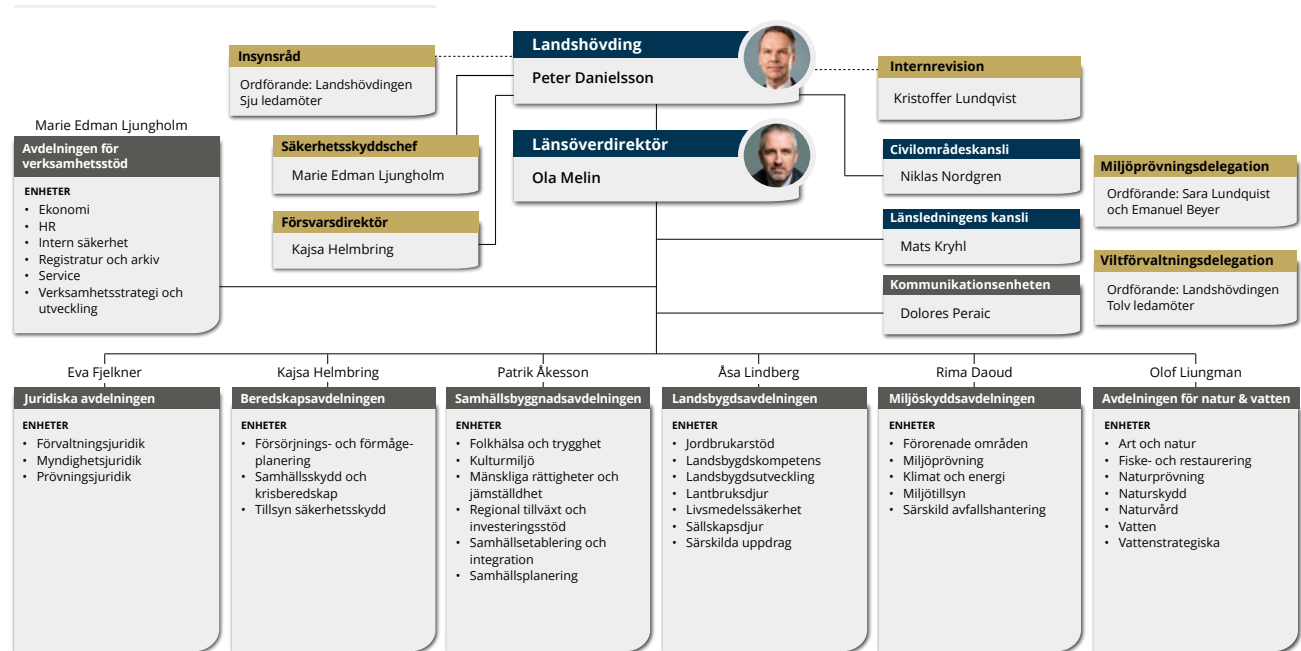 Landshövding
Peter Danielsson
Insynsråd
Ordförande: Landshövdingen
Sju ledamöter
Internrevision
Kristoffer Lundqvist
Säkerhetsskyddschef
Marie Edman Ljungholm
Länsöverdirektör
Ola Melin
Civilområdeskansli
Niklas Nordgren
Miljöprövningsdelegation
Ordförande: Sara Lundquist
och Emanuel Beyer
Försvarsdirektör
Kajsa Helmbring
Länsledningens kansli
Mats Kryhl
Viltförvaltningsdelegation
Ordförande: Landshövdingen
Tolv ledamöter
Kommunikationsenheten
Dolores Peraic
Marie Edman Ljungholm
Avdelningen för
verksamhetsstöd
ENHETER
• Ekonomi
• HR
• Intern säkerhet
• Registratur och arkiv
• Service
• Verksamhetsstrategi och
utveckling
Eva Fjelkner
Juridiska avdelningen
ENHETER
• Förvaltningsjuridik
• Myndighetsjuridik
• Prövningsjuridik
Kajsa Helmbring
Beredskapsavdelningen
ENHETER
• Försörjnings- och förmåge-
planering
• Samhällsskydd och
krisberedskap
• Tillsyn säkerhetsskydd
Patrik Åkesson
Samhällsbyggnadsavdelningen
ENHETER
• Folkhälsa och trygghet
• Kulturmiljö
• Mänskliga rättigheter och
jämställdhet
• Regional tillväxt och
investeringsstöd
• Samhällsetablering och
integration
• Samhällsplanering
Åsa Lindberg
Landsbygdsavdelningen
ENHETER
• Jordbrukarstöd
• Landsbygdskompetens
• Landsbygdsutveckling
• Lantbruksdjur
• Livsmedelssäkerhet
• Sällskapsdjur
• Särskilda uppdrag
Rima Daoud
Miljöskyddsavdelningen
ENHETER
• Förorenade områden
• Miljöprövning
• Klimat och energi
• Miljötillsyn
• Särskild avfallshantering
Olof Liungman
Avdelningen för natur & vatten
ENHETER
• Art och natur
• Fiske- och restaurering
• Naturprövning
• Naturskydd
• Naturvård
• Vatten
• Vattenstrategiska